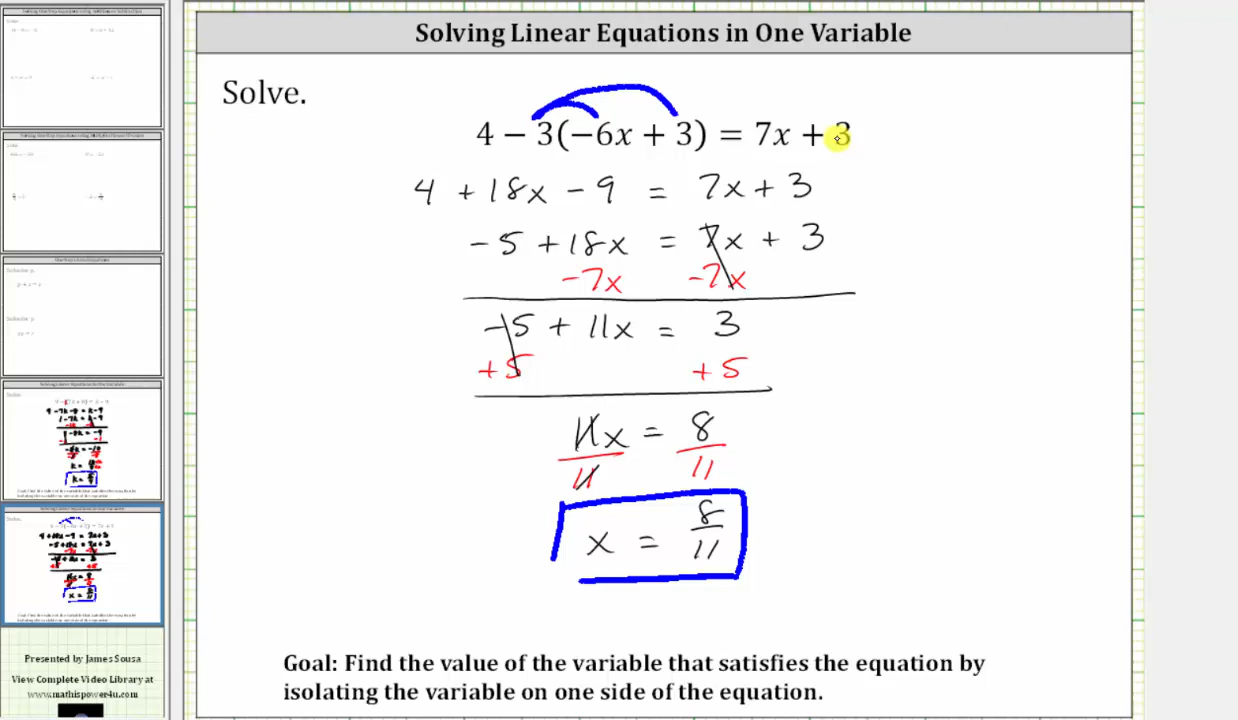 Solving Linear Equations in One Variable
Solve.
4 − 3(−6x + 3) = 7x + 3
4 + 18x - 9 = 7x + 3
-5 + 18x = 7x + 3
-7x -7x
-5 + 11x = 3
+5 +5
11x = 8
11 11
x = 8/11
Goal: Find the value of the variable that satisfies the equation by
isolating the variable on one side of the equation.
Presented by James Sousa
View Complete Video Library at
www.mathispower4u.com